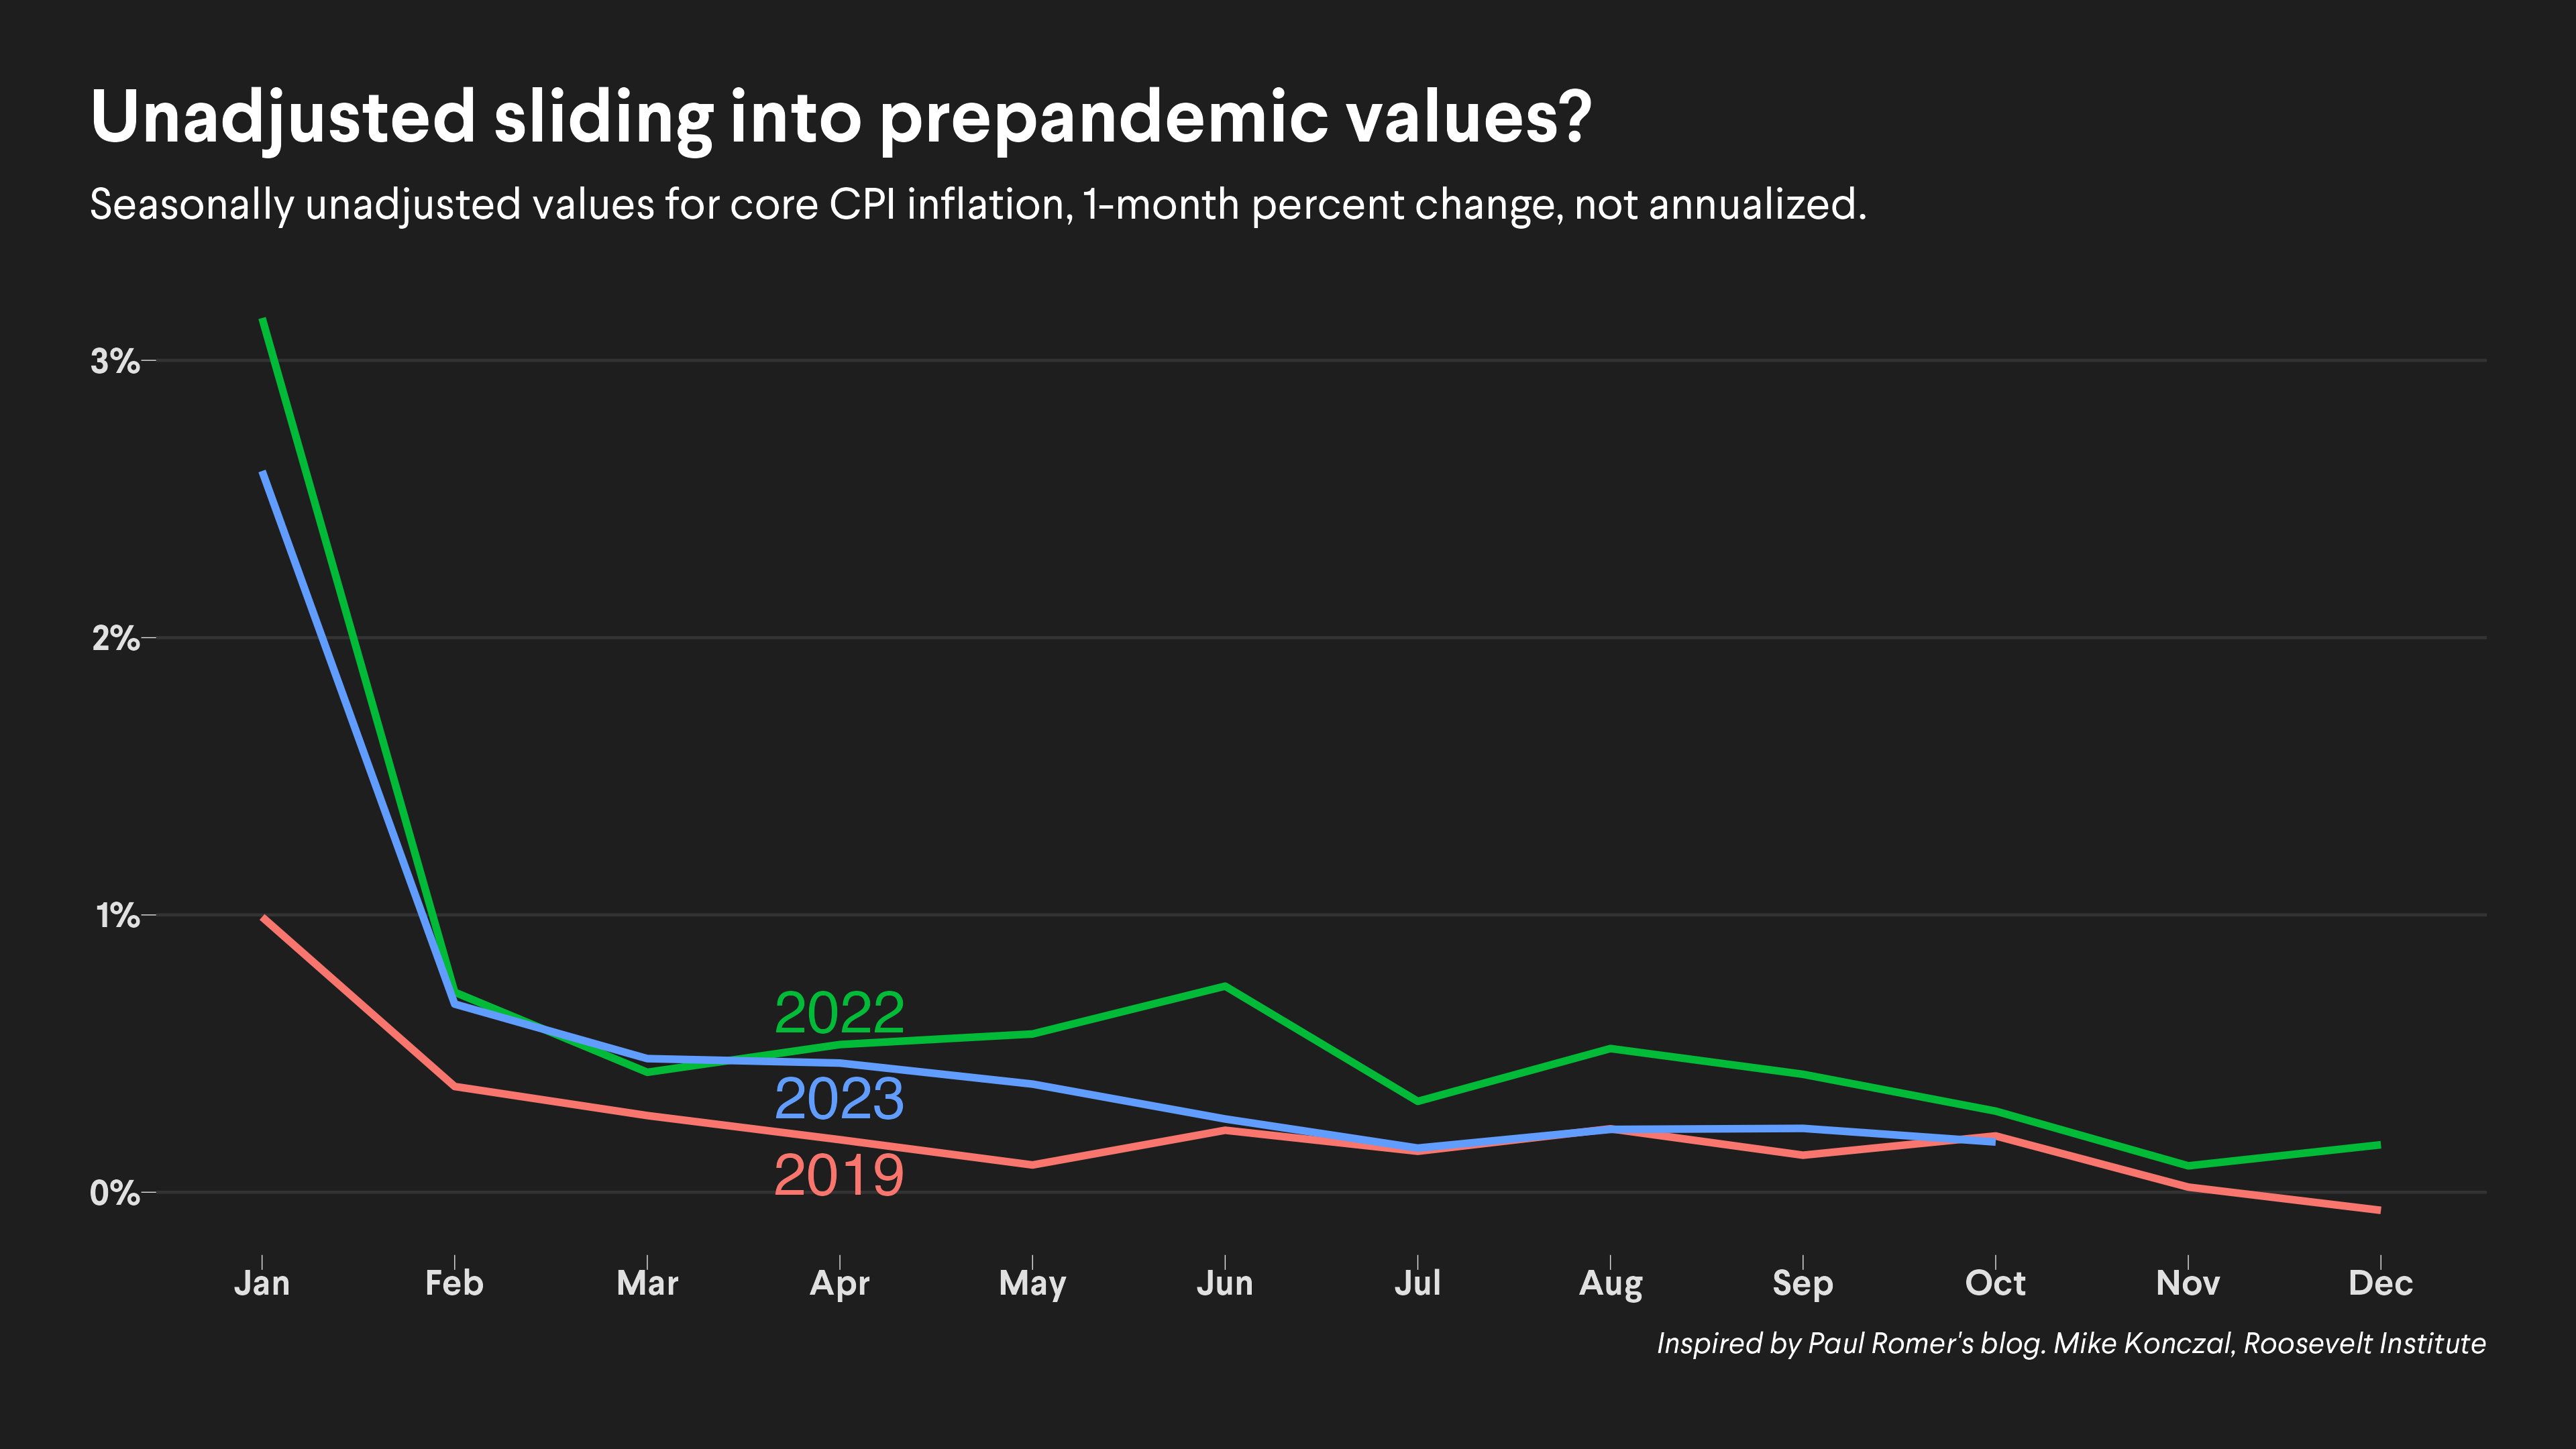 Unadjusted sliding into prepandemic values?
Seasonally unadjusted values for core CPI inflation, 1-month percent change, not annualized.
3%
2%
1%
0%
2022
2023
2019
Jan Feb Mar Apr May Jun Jul Aug Sep Oct Nov Dec
Inspired by Paul Romer's blog. Mike Konczal, Roosevelt Institute